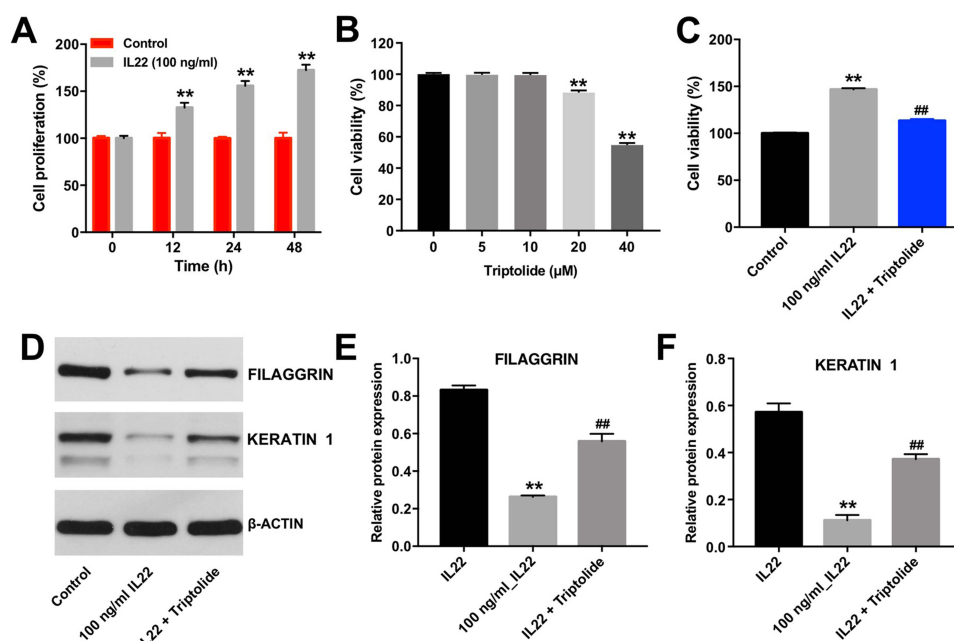 A
Control
IL22 (100 ng/ml)
Cell proliferation (%)
200
150
100
50
0
**
**
**
0 12 24 48
Time (h)
B
Cell viability (%)
120
100
80
60
40
20
0
**
**
0 5 10 20 40
Triptolide (µM)
C
Cell viability (%)
200
150
100
50
0
**
##
Control
100 ng/ml IL22
IL22 + Triptolide
D
FILAGGRIN
KERATIN 1
β-ACTIN
Control
100 ng/ml IL22
IL22 + Triptolide
E
FILAGGRIN
Relative protein expression
1.0
0.8
0.6
0.4
0.2
0.0
**
##
IL22
100 ng/ml_IL22
IL22 + Triptolide
F
KERATIN 1
Relative protein expression
0.8
0.6
0.4
0.2
0.0
**
##
IL22
100 ng/ml_IL22
IL22 + Triptolide